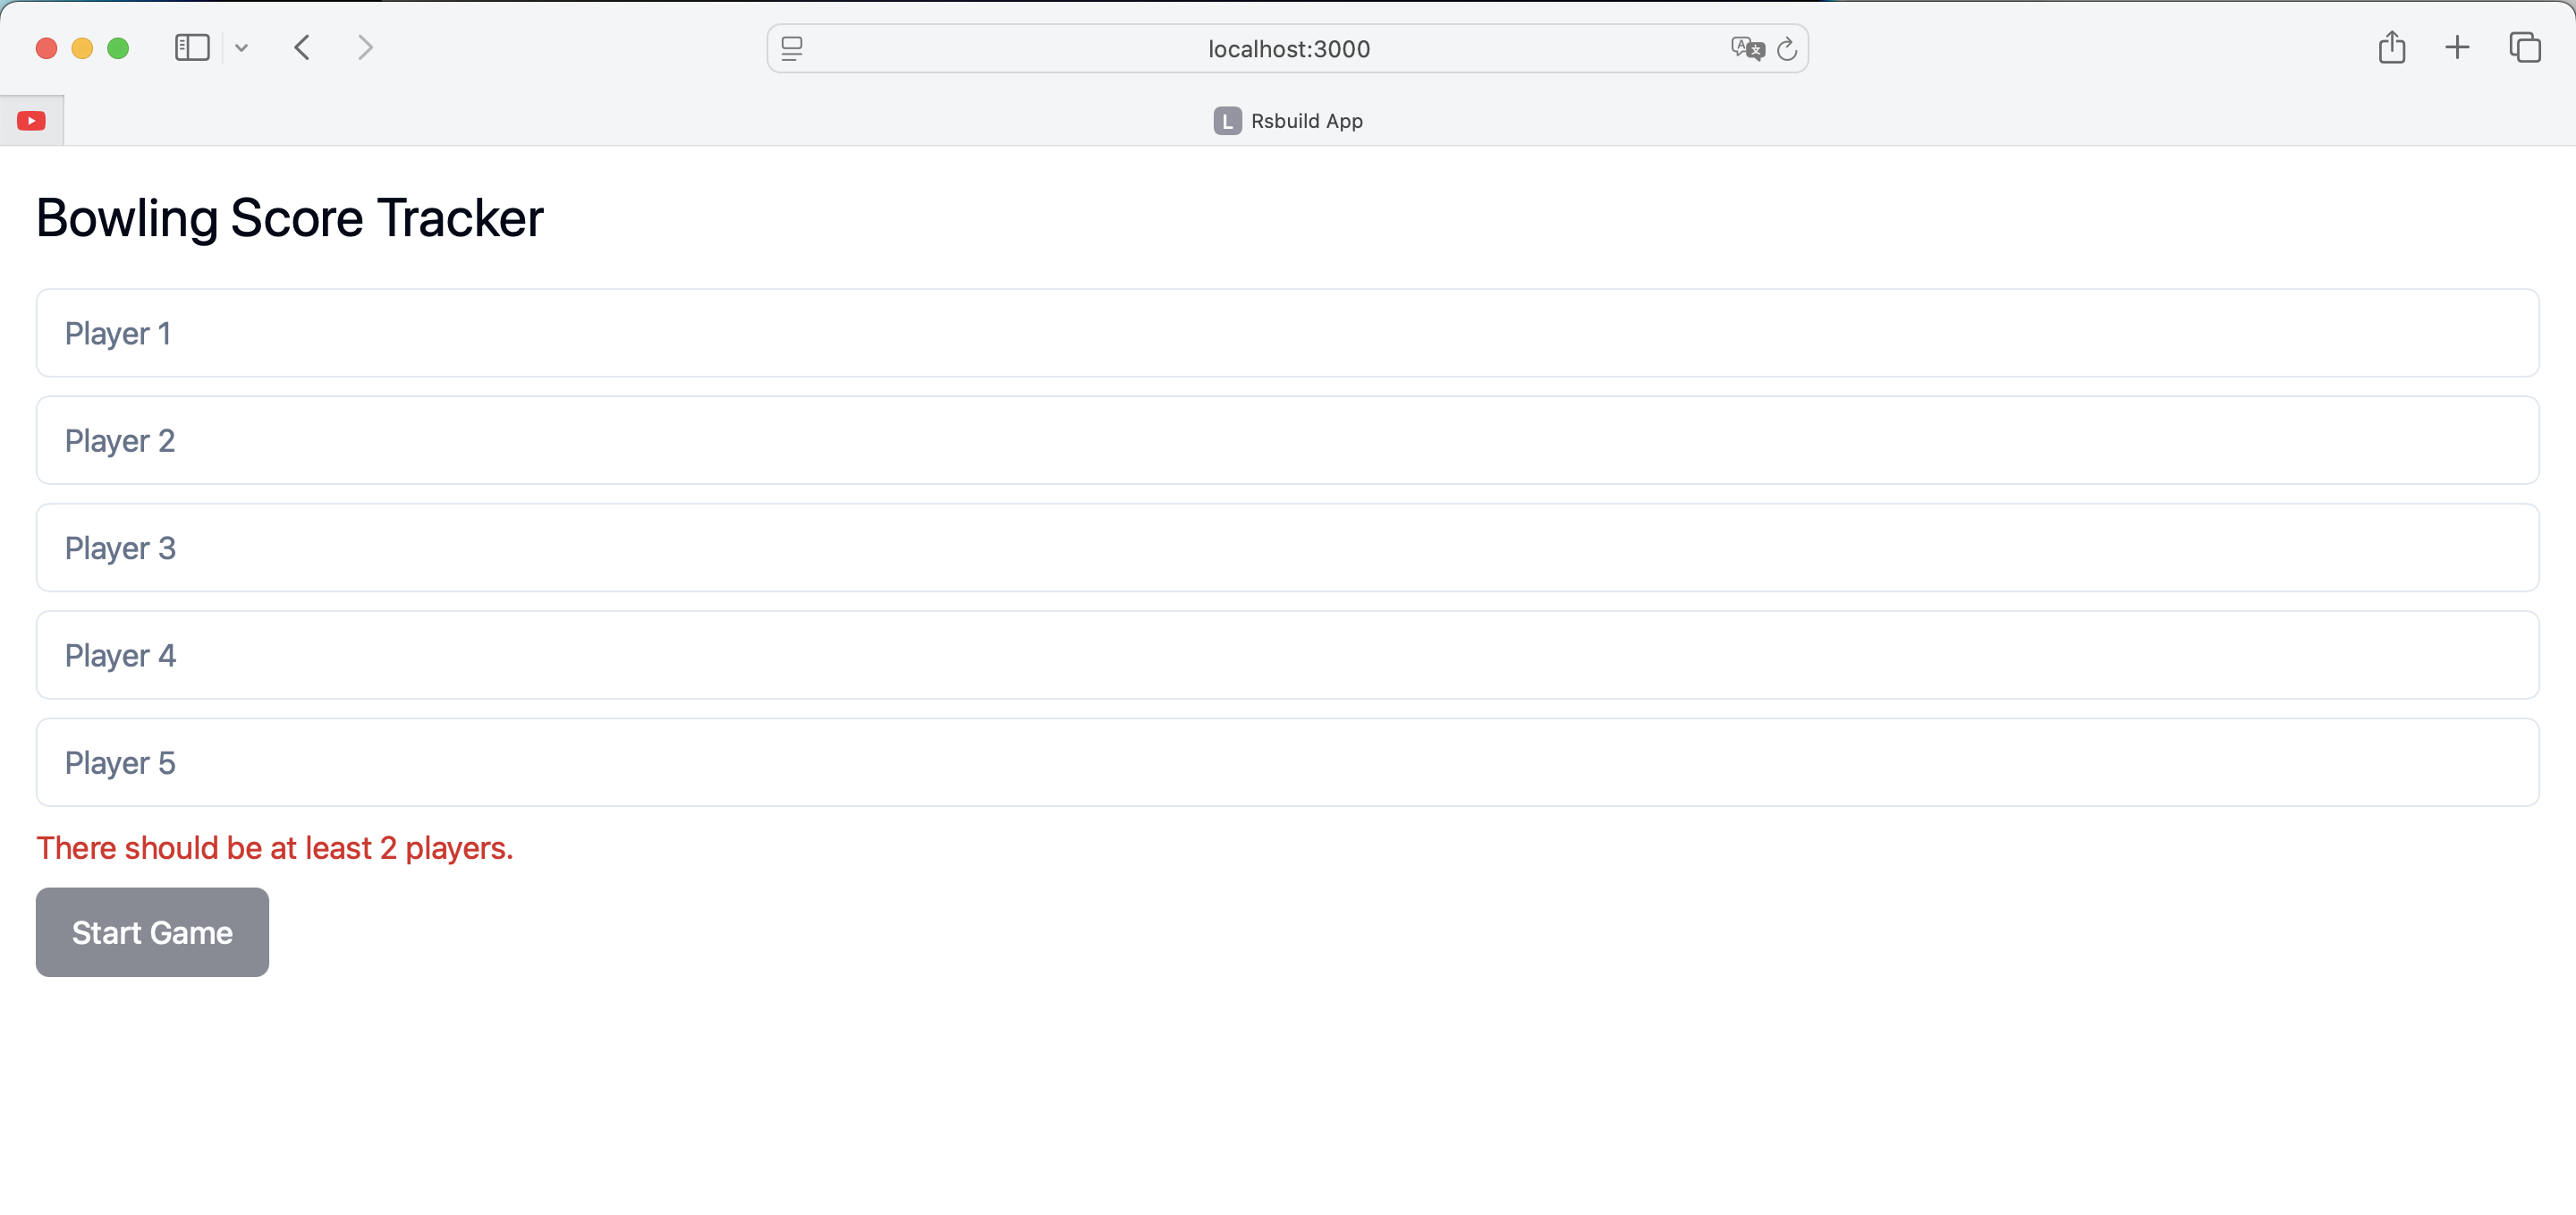 localhost:3000
L Rsbuild App
Bowling Score Tracker
Player 1
Player 2
Player 3
Player 4
Player 5
There should be at least 2 players.
Start Game